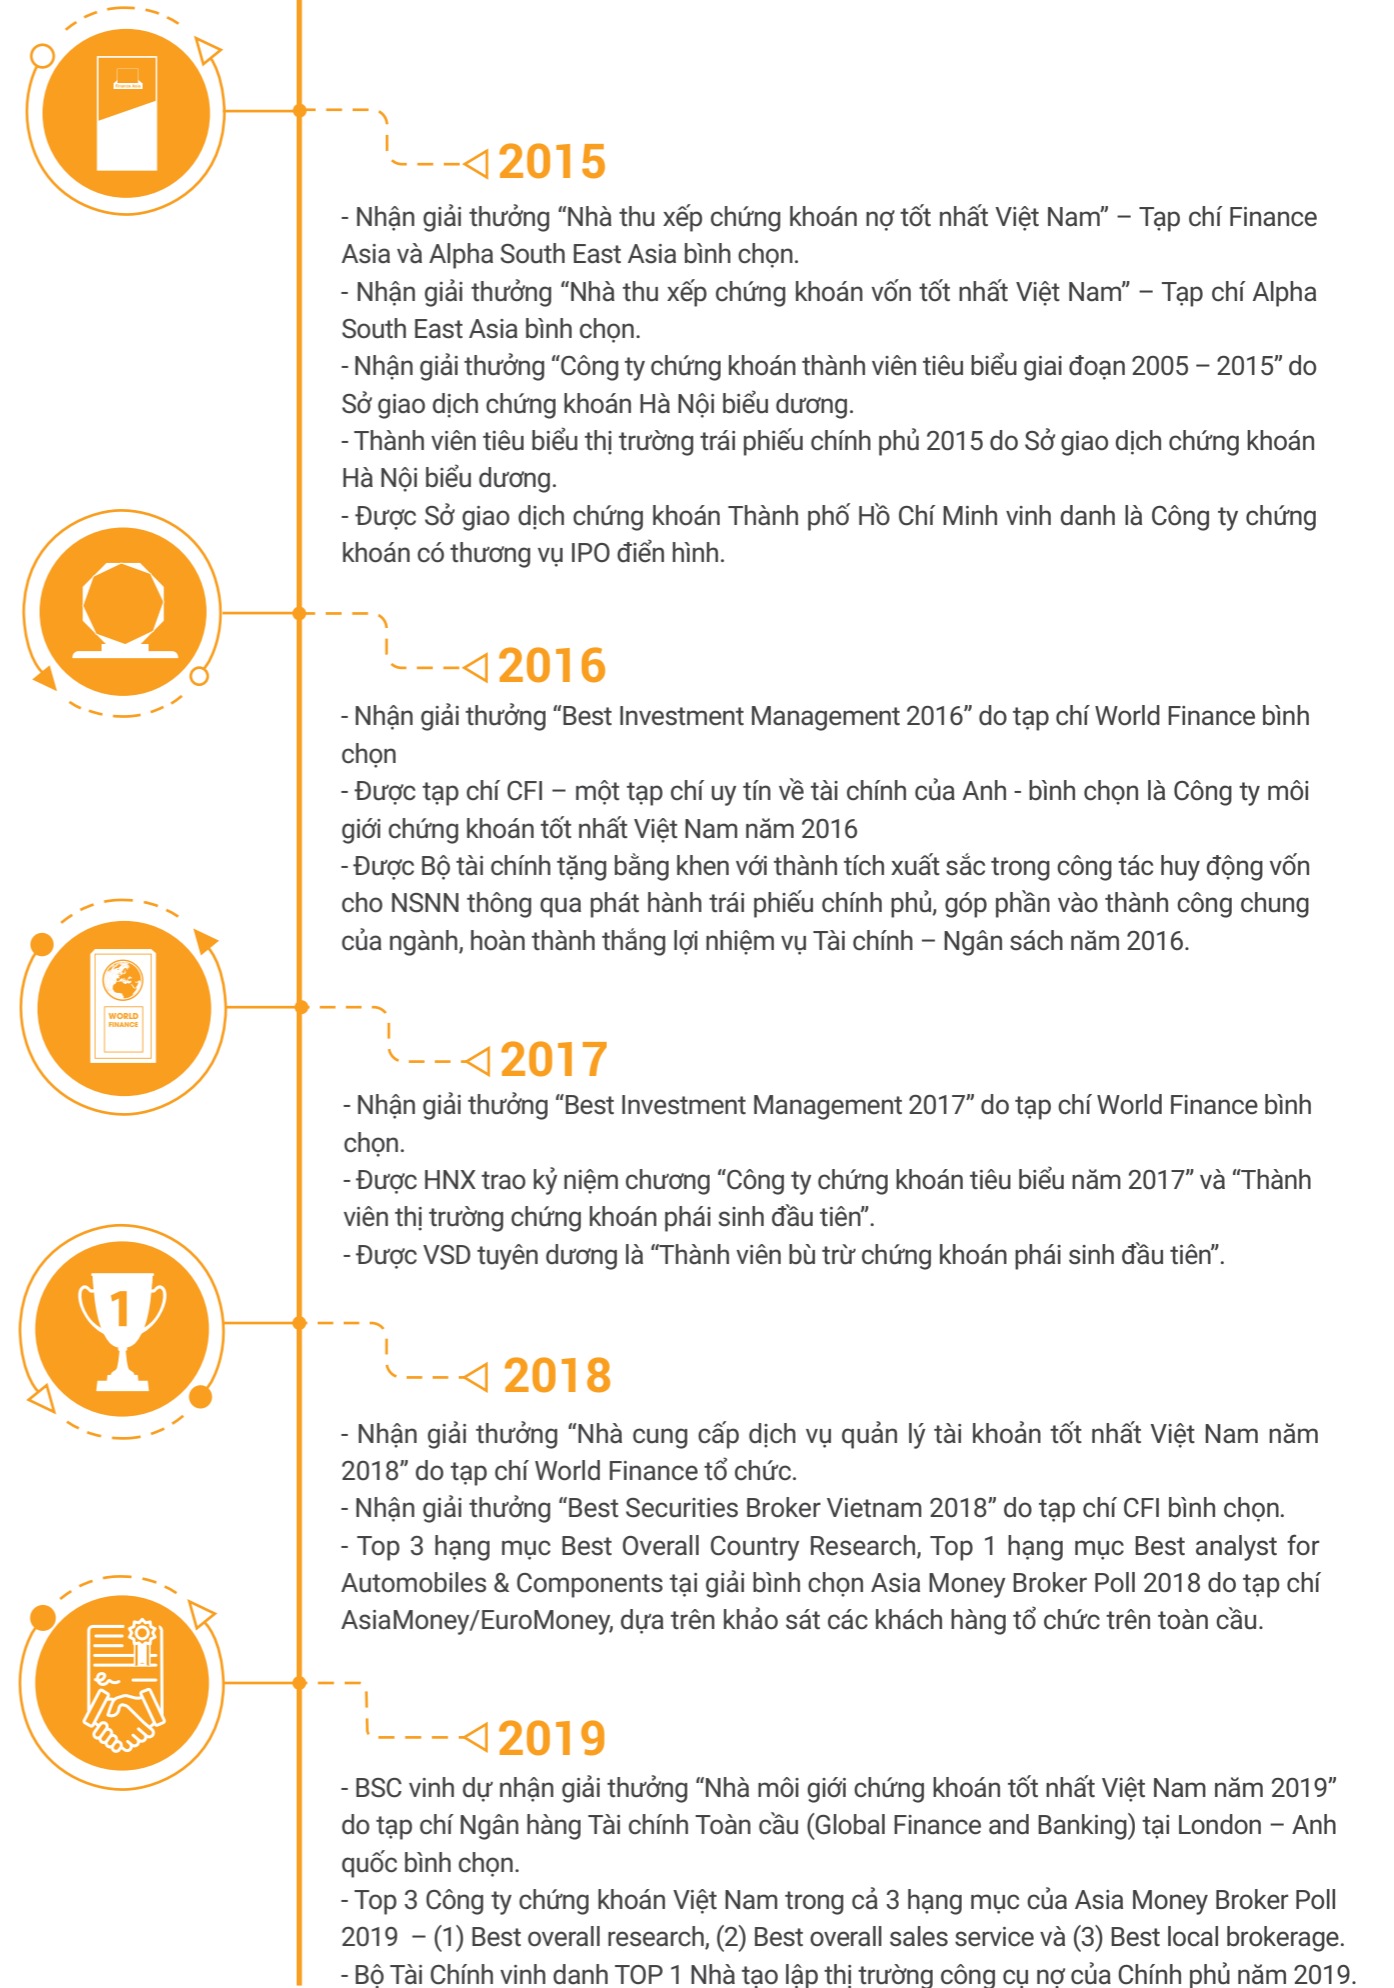 2015
- Nhận giải thưởng “Nhà thu xếp chứng khoán nợ tốt nhất Việt Nam” – Tạp chí Finance
Asia và Alpha South East Asia bình chọn.
- Nhận giải thưởng “Nhà thu xếp chứng khoán vốn tốt nhất Việt Nam” – Tạp chí Alpha
South East Asia bình chọn.
- Nhận giải thưởng “Công ty chứng khoán thành viên tiêu biểu giai đoạn 2005 – 2015” do
Sở giao dịch chứng khoán Hà Nội biểu dương.
- Thành viên tiêu biểu thị trường trái phiếu chính phủ 2015 do Sở giao dịch chứng khoán
Hà Nội biểu dương.
- Được Sở giao dịch chứng khoán Thành phố Hồ Chí Minh vinh danh là Công ty chứng
khoán có thương vụ IPO điển hình.
2016
- Nhận giải thưởng “Best Investment Management 2016” do tạp chí World Finance bình
chọn
- Được tạp chí CFI – một tạp chí uy tín về tài chính của Anh - bình chọn là Công ty môi
giới chứng khoán tốt nhất Việt Nam năm 2016
- Được Bộ tài chính tặng bằng khen với thành tích xuất sắc trong công tác huy động vốn
cho NSNN thông qua phát hành trái phiếu chính phủ, góp phần vào thành công chung
của ngành, hoàn thành thắng lợi nhiệm vụ Tài chính – Ngân sách năm 2016.
WORLD
FINANCE
2017
- Nhận giải thưởng “Best Investment Management 2017” do tạp chí World Finance bình
chọn.
- Được HNX trao kỷ niệm chương “Công ty chứng khoán tiêu biểu năm 2017” và “Thành
viên thị trường chứng khoán phái sinh đầu tiên”.
- Được VSD tuyên dương là “Thành viên bù trừ chứng khoán phái sinh đầu tiên”.
1
2018
- Nhận giải thưởng “Nhà cung cấp dịch vụ quản lý tài khoản tốt nhất Việt Nam năm
2018” do tạp chí World Finance tổ chức.
- Nhận giải thưởng “Best Securities Broker Vietnam 2018” do tạp chí CFI bình chọn.
- Top 3 hạng mục Best Overall Country Research, Top 1 hạng mục Best analyst for
Automobiles & Components tại giải bình chọn Asia Money Broker Poll 2018 do tạp chí
AsiaMoney/EuroMoney, dựa trên khảo sát các khách hàng tổ chức trên toàn cầu.
2019
- BSC vinh dự nhận giải thưởng “Nhà môi giới chứng khoán tốt nhất Việt Nam năm 2019”
do tạp chí Ngân hàng Tài chính Toàn cầu (Global Finance and Banking) tại London – Anh
quốc bình chọn.
- Top 3 Công ty chứng khoán Việt Nam trong cả 3 hạng mục của Asia Money Broker Poll
2019 – (1) Best overall research, (2) Best overall sales service và (3) Best local brokerage.
- Bộ Tài Chính vinh danh TOP 1 Nhà tạo lập thị trường công cụ nợ của Chính phủ năm 2019.